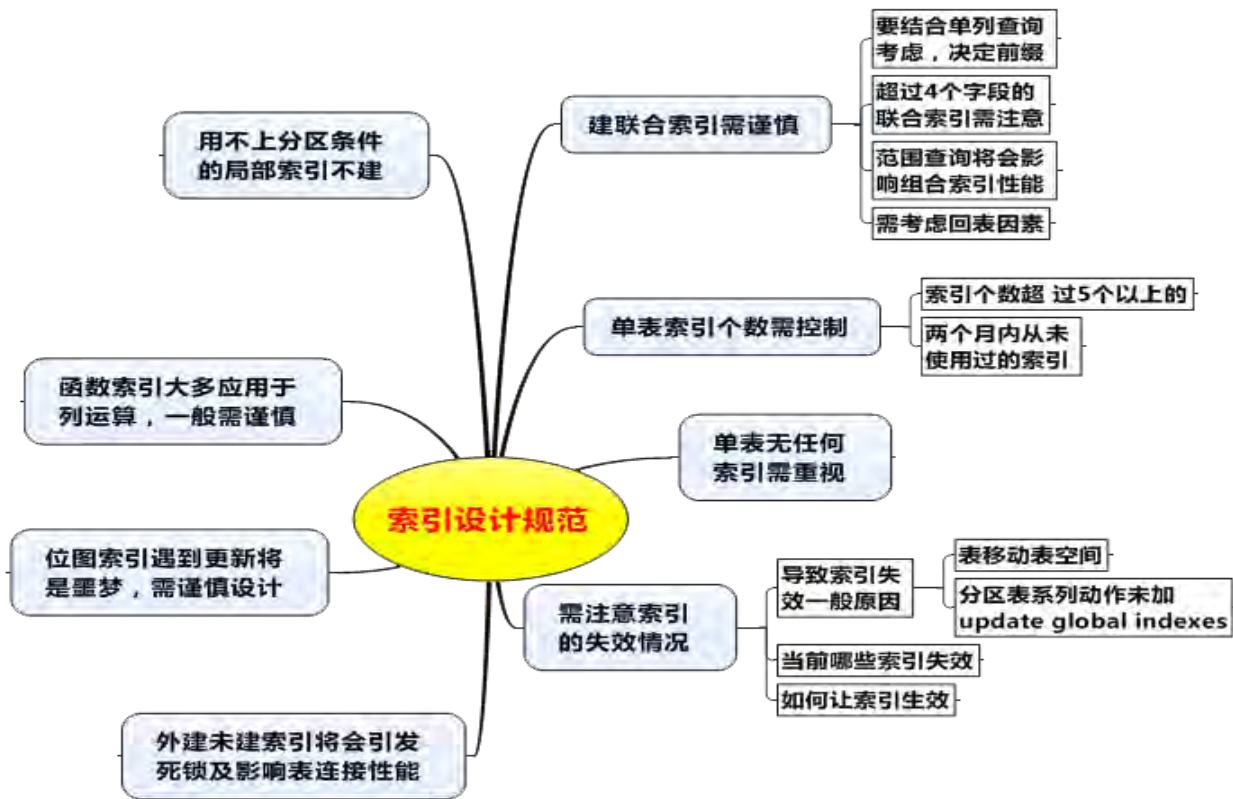 索引设计规范
建联合索引需谨慎
要结合单列查询
考虑，决定前缀
超过4个字段的
联合索引需注意
范围查询将会影
响组合索引性能
需考虑回表因素
单表索引个数需控制
索引个数超 过5个以上的
两个月内从未
使用过的索引
单表无任何
索引需重视
需注意索引
的失效情况
导致索引失
效一般原因
表移动表空间
分区表系列动作未加
update global indexes
当前哪些索引失效
如何让索引生效
用不上分区条件
的局部索引不建
函数索引大多应用于
列运算，一般需谨慎
位图索引遇到更新将
是噩梦，需谨慎设计
外建未建索引将会引发
死锁及影响表连接性能